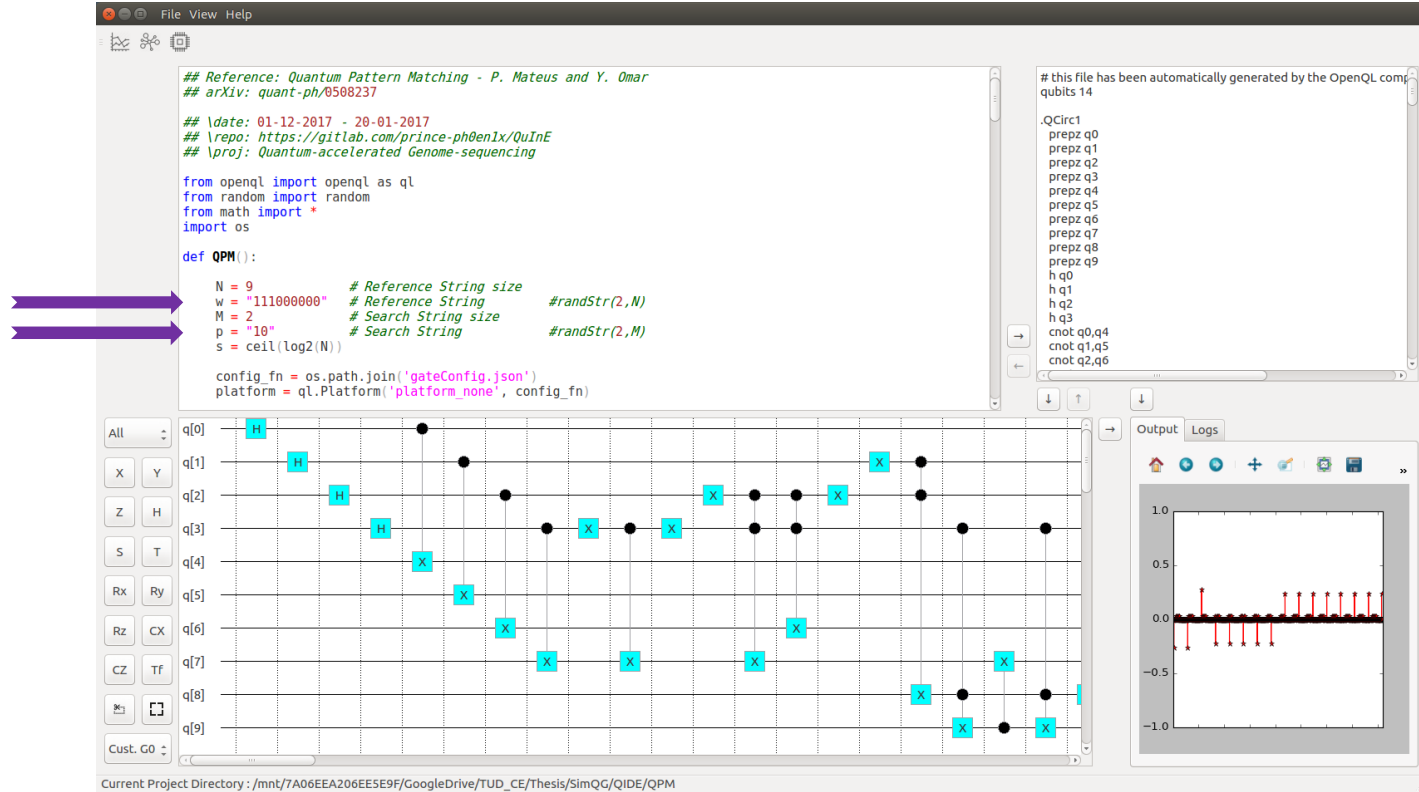 File View Help
## Reference: Quantum Pattern Matching - P. Mateus and Y. Omar
## arXiv: quant-ph/0508237
## \date: 01-12-2017 - 20-01-2017
## \repo: https://gitlab.com/prince-ph0en1x/QuInE
## \proj: Quantum-accelerated Genome-sequencing
from openql import openql as ql
from random import random
from math import *
import os
def QPM():
N = 9 # Reference String size
w = "111000000" # Reference String #randStr(2,N)
M = 2 # Search String size
p = "10" # Search String #randStr(2,M)
s = ceil(log2(N))
config_fn = os.path.join('gateConfig.json')
platform = ql.Platform('platform_none', config_fn)
# this file has been automatically generated by the OpenQL comp
qubits 14
.QCirc1
prepz q0
prepz q1
prepz q2
prepz q3
prepz q4
prepz q5
prepz q6
prepz q7
prepz q8
prepz q9
h q0
h q1
h q2
h q3
cnot q0,q4
cnot q1,q5
cnot q2,q6
→
←
↓ ↑ ↓
All
X Y
Z H
S T
Rx Ry
Rz CX
CZ Tf
Cust. G0
q[0] H
q[1] H X
q[2] H X X
q[3] H X X
q[4] X
q[5] X
q[6] X X
q[7] X X X X
q[8] X
q[9] X X
→
Output Logs
»
1.0
0.5
0.0
−0.5
−1.0
Current Project Directory : /mnt/7A06EEA206EE5E9F/GoogleDrive/TUD_CE/Thesis/SimQG/QIDE/QPM